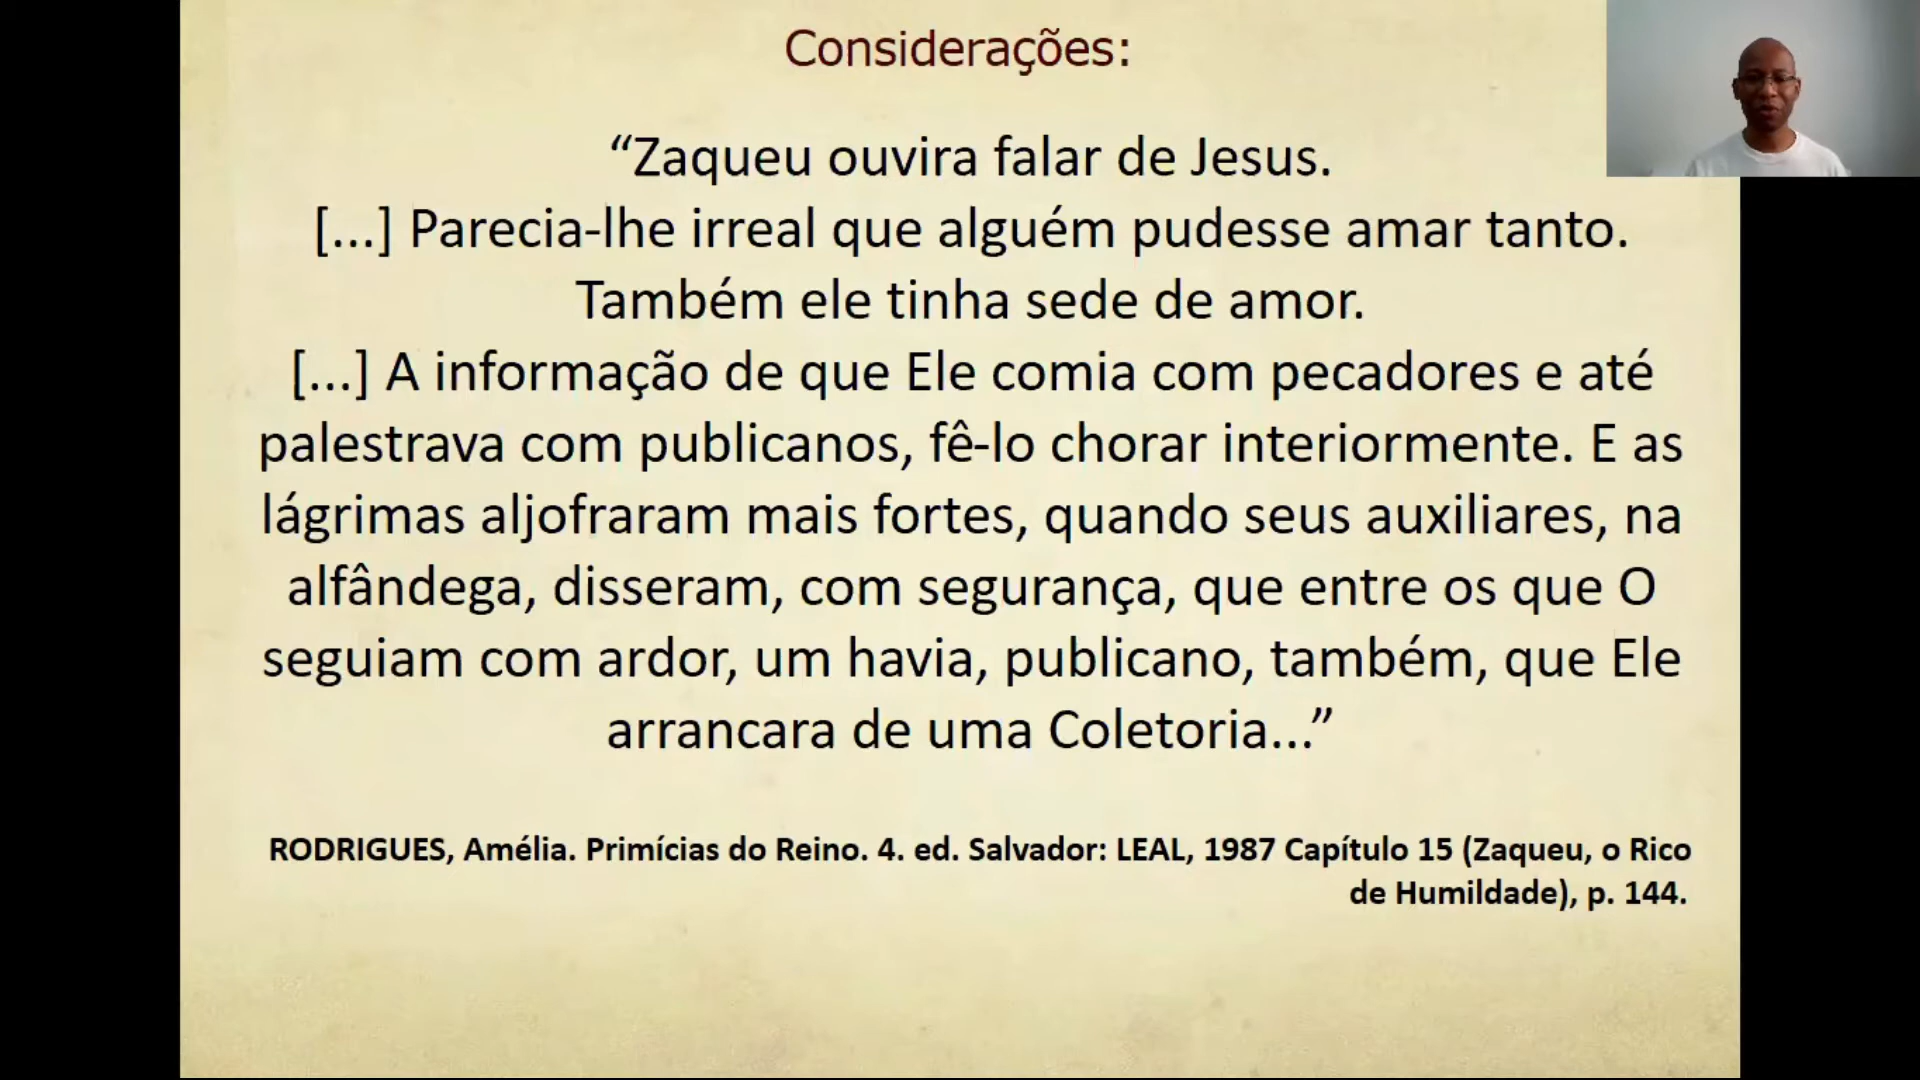 Considerações:
“Zaqueu ouvira falar de Jesus.
[...] Parecia-lhe irreal que alguém pudesse amar tanto.
Também ele tinha sede de amor.
[...] A informação de que Ele comia com pecadores e até
palestrava com publicanos, fê-lo chorar interiormente. E as
lágrimas aljofraram mais fortes, quando seus auxiliares, na
alfândega, disseram, com segurança, que entre os que O
seguiam com ardor, um havia, publicano, também, que Ele
arrancara de uma Coletoria...”
RODRIGUES, Amélia. Primícias do Reino. 4. ed. Salvador: LEAL, 1987 Capítulo 15 (Zaqueu, o Rico
de Humildade), p. 144.